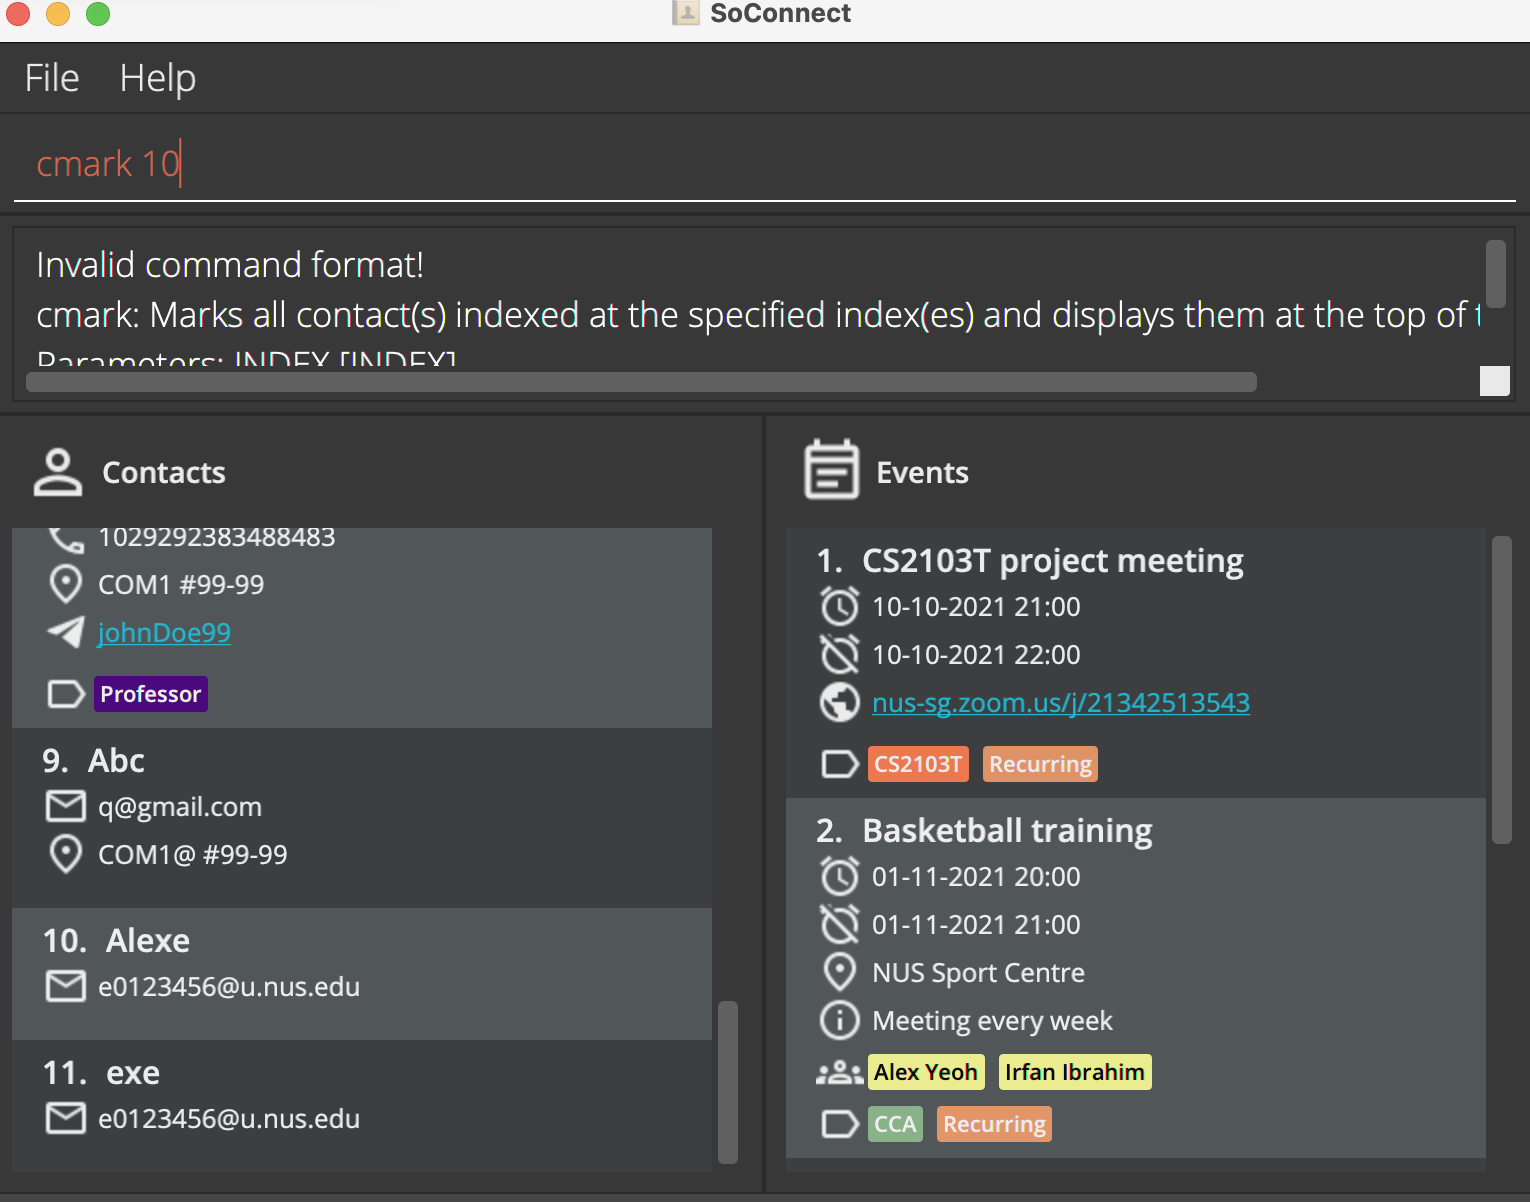 SoConnect
File Help
cmark 10
Invalid command format!
cmark: Marks all contact(s) indexed at the specified index(es) and displays them at the top of
Parameters: INDEX [INDEX]
Contacts
1029292383488483
COM1 #99-99
johnDoe99
Professor
9. Abc
q@gmail.com
COM1@ #99-99
10. Alexe
e0123456@u.nus.edu
11. exe
e0123456@u.nus.edu
Events
1. CS2103T project meeting
10-10-2021 21:00
10-10-2021 22:00
nus-sg.zoom.us/j/21342513543
CS2103T Recurring
2. Basketball training
01-11-2021 20:00
01-11-2021 21:00
NUS Sport Centre
Meeting every week
Alex Yeoh Irfan Ibrahim
CCA Recurring